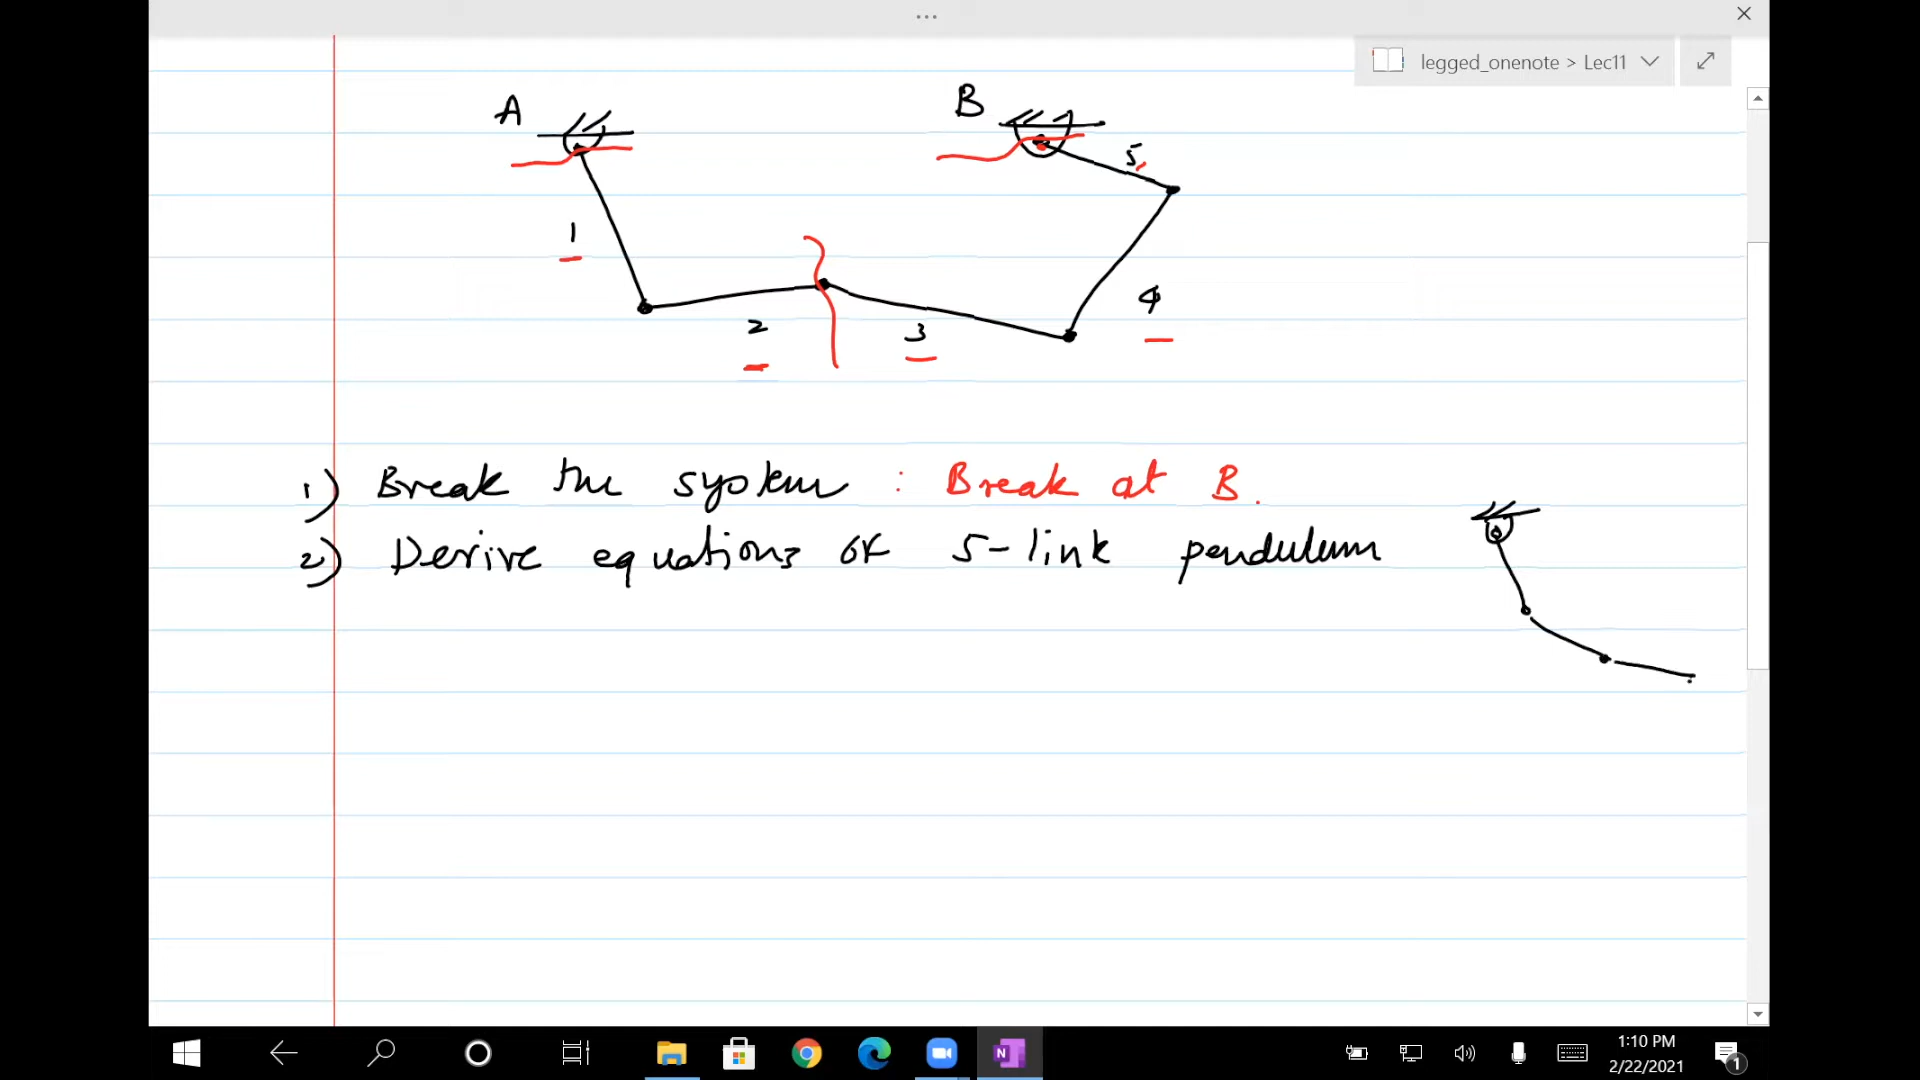 legged_onenote > Lec11
A
B
5
1
2
3
4
1) Break the system : Break at B.
2) Derive equations of 5-link pendulum
1:10 PM
2/22/2021
1